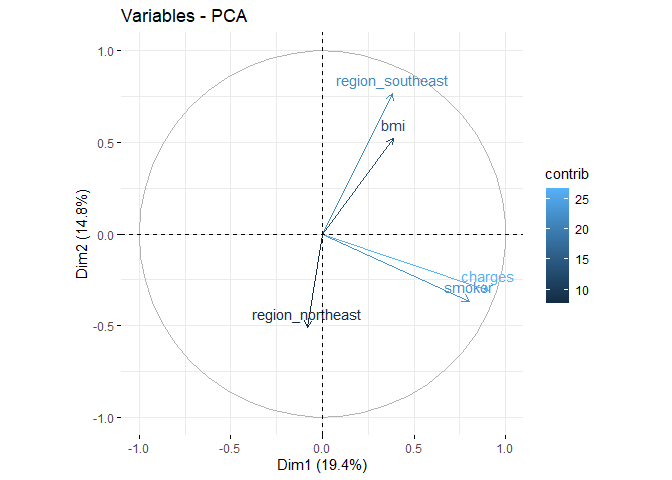 Variables - PCA
1.0
0.5
0.0
-0.5
-1.0
Dim2 (14.8%)
region_southeast
bmi
charges
smoker
region_northeast
-1.0
-0.5
0.0
0.5
1.0
Dim1 (19.4%)
contrib
25
20
15
10